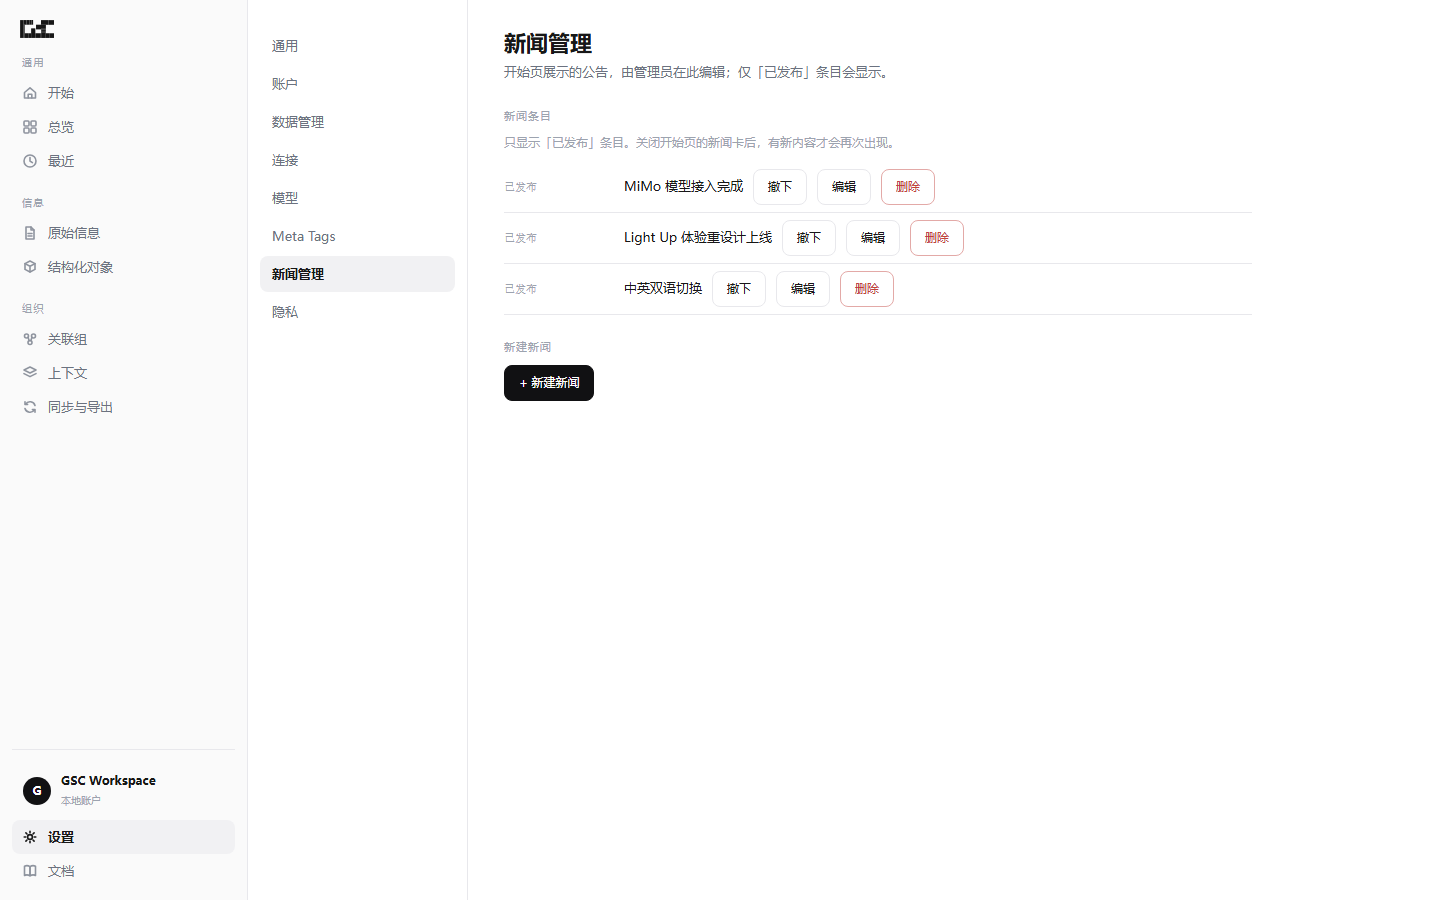 GSC
通用
开始
总览
最近
信息
原始信息
结构化对象
组织
关联组
上下文
同步与导出
G
GSC Workspace
本地账户
设置
文档
通用
账户
数据管理
连接
模型
Meta Tags
新闻管理
隐私
新闻管理
开始页展示的公告，由管理员在此编辑；仅「已发布」条目会显示。
新闻条目
只显示「已发布」条目。关闭开始页的新闻卡后，有新内容才会再次出现。
已发布 MiMo 模型接入完成 撤下 编辑 删除
已发布 Light Up 体验重设计上线 撤下 编辑 删除
已发布 中英双语切换 撤下 编辑 删除
新建新闻
+ 新建新闻